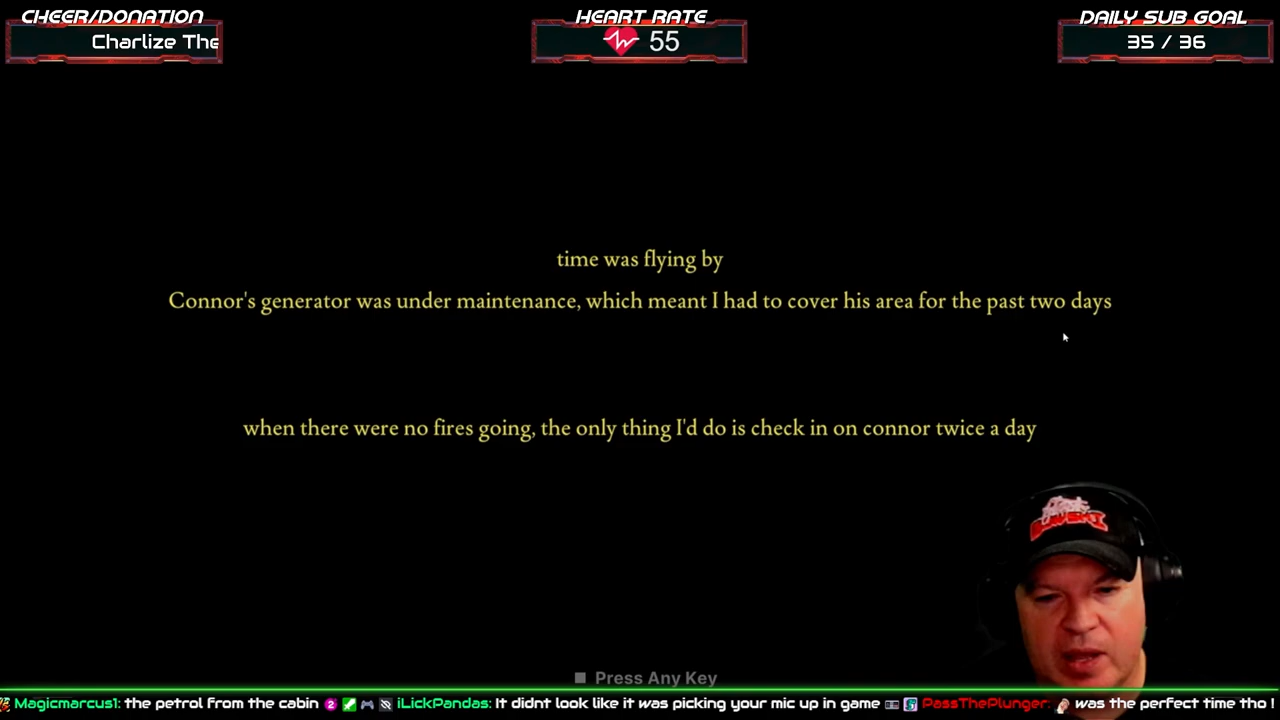 CHEER/DONATION
Charlize The
HEART RATE
55
DAILY SUB GOAL
35 / 36
time was flying by
Connor's generator was under maintenance, which meant I had to cover his area for the past two days
when there were no fires going, the only thing I'd do is check in on connor twice a day
Press Any Key
Magicmarcus1: the petrol from the cabin 2 iLickPandas: It didnt look like it was picking your mic up in game PassThePlunger: was the perfect time tho !